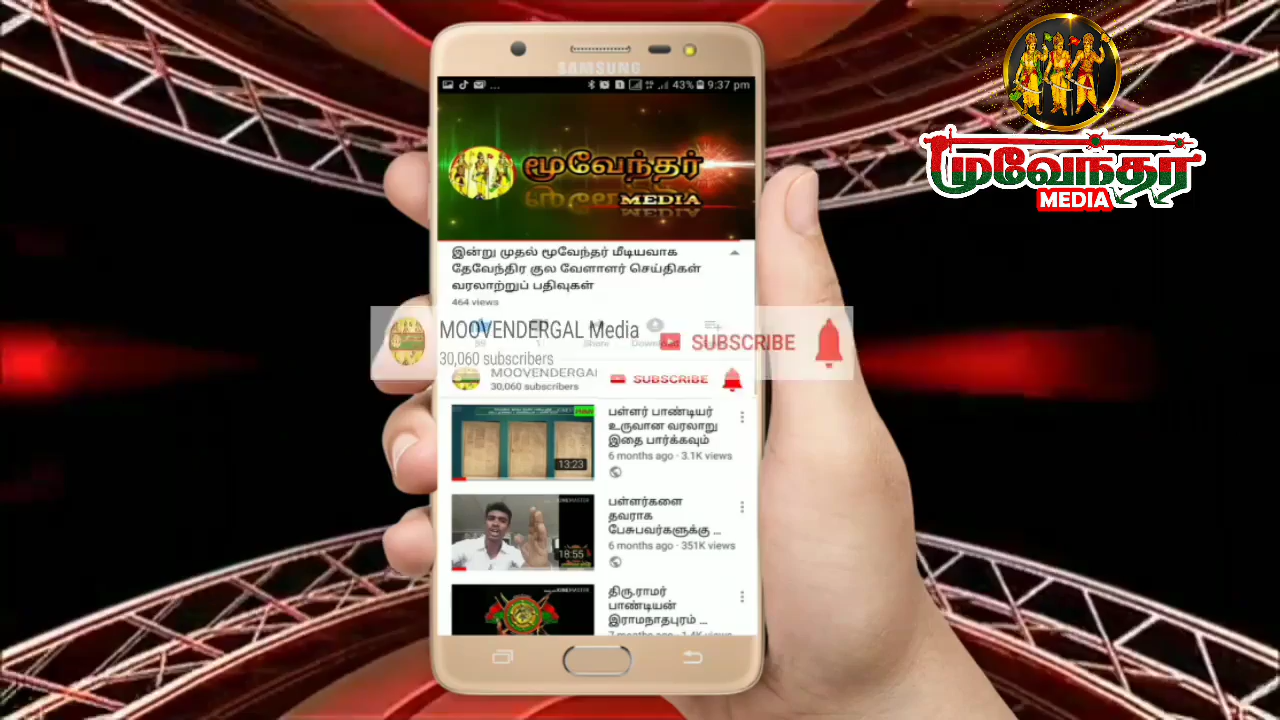 மூவேந்தர்
MEDIA
SAMSUNG
... 43% 9:37 pm
மூவேந்தர்
MEDIA
இன்று முதல் மூவேந்தர் மீடியவாக
தேவேந்திர குல வேளாளர் செய்திகள்
வரலாற்றுப் பதிவுகள்
464 views
Share
MOOVENDERGAL Media
30,060 subscribers
SUBSCRIBE
MOOVENDERGAL
30,060 subscribers
SUBSCRIBE
பள்ளர் பாண்டியர்
உருவான வரலாறு
இதை பார்க்கவும்
6 months ago · 3.1K views
13:23
பள்ளர்களை
தவராக
பேசுபவர்களுக்கு ...
6 months ago · 351K views
18:55
திரு.ராமர்
பாண்டியன்
இராமநாதபுரம் ...